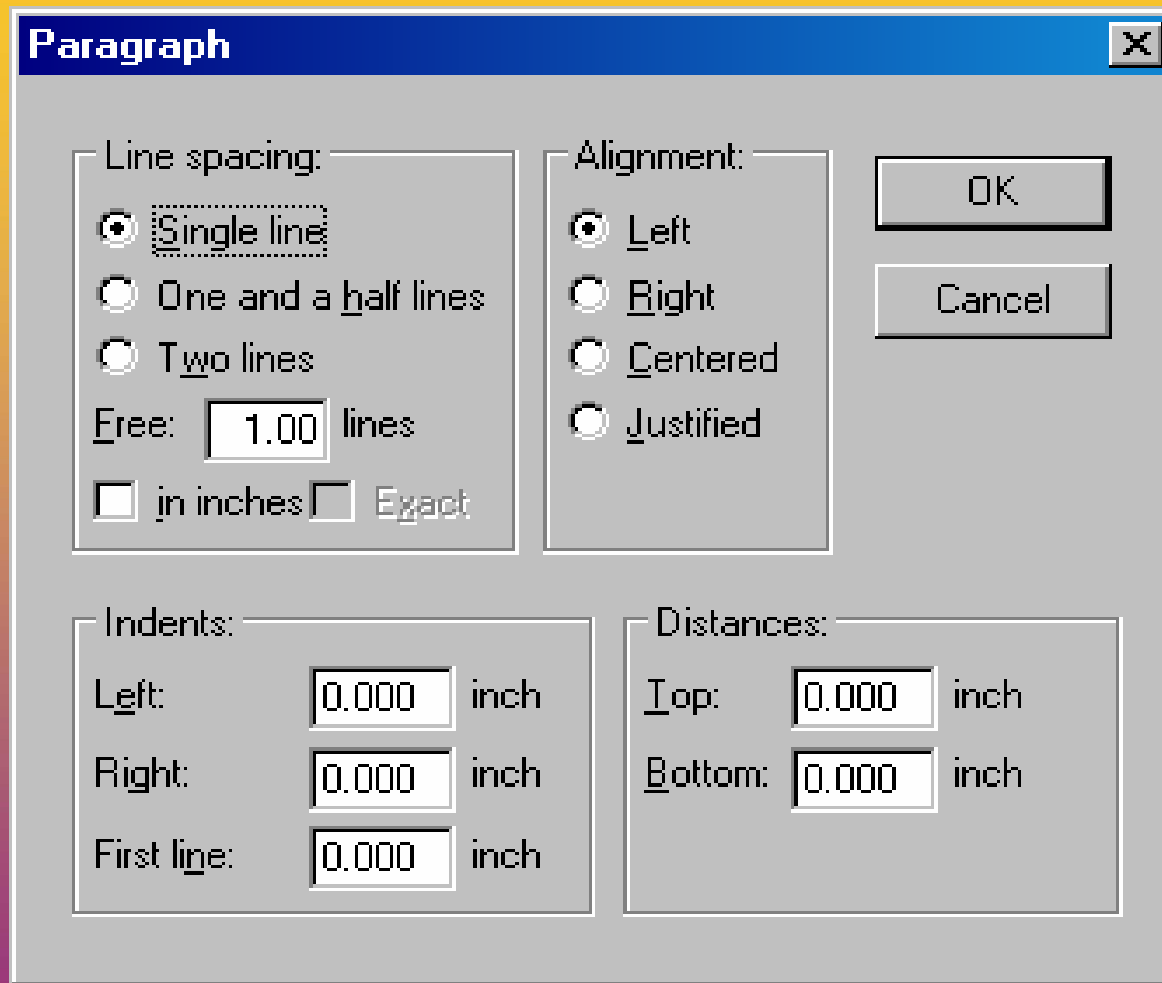 Paragraph
Line spacing:
Single line
One and a half lines
Two lines
Free: 1.00 lines
in inches Exact
Alignment:
Left
Right
Centered
Justified
OK
Cancel
Indents:
Left: 0.000 inch
Right: 0.000 inch
First line: 0.000 inch
Distances:
Top: 0.000 inch
Bottom: 0.000 inch